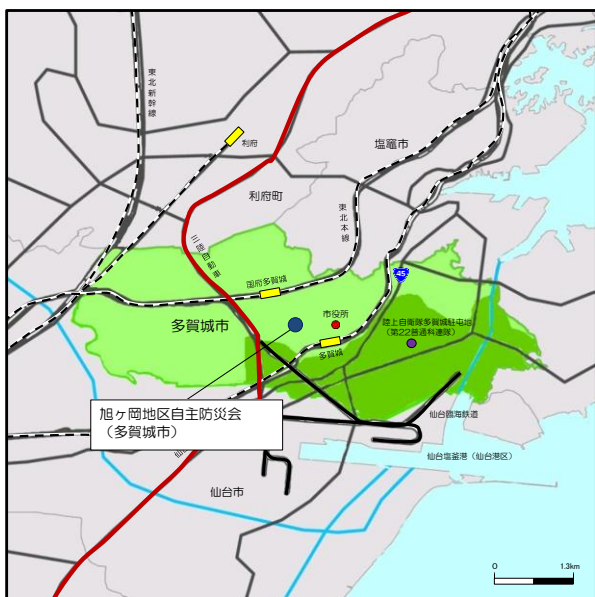 東北新幹線
利府
塩竈市
利府町
東北本線
三陸自動車
国府多賀城
45
市役所
陸上自衛隊多賀城駐屯地
（第22普通科連隊）
多賀城市
多賀城
旭ヶ岡地区自主防災会
（多賀城市）
仙台臨海鉄道
仙台塩釜港（仙台港区）
仙台市
0 1.3km